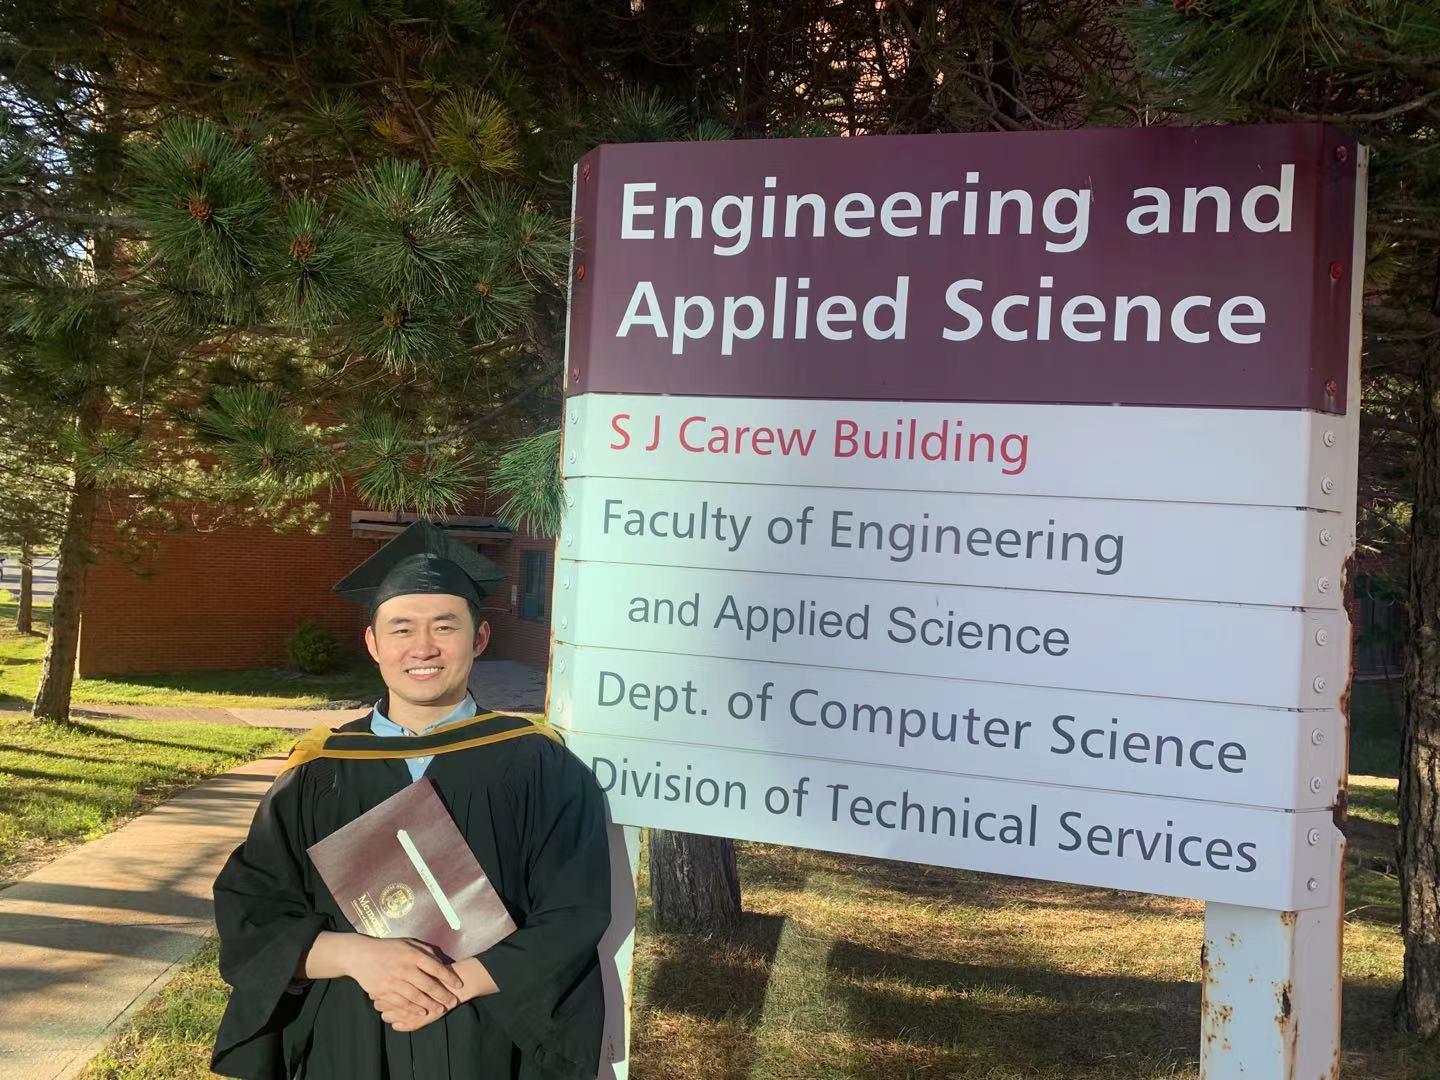 Engineering and
Applied Science
S J Carew Building
Faculty of Engineering
and Applied Science
Dept. of Computer Science
Division of Technical Services